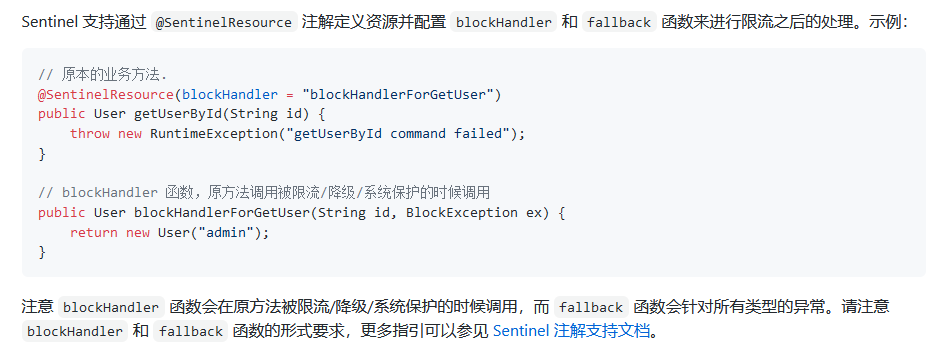 Sentinel 支持通过 @SentinelResource 注解定义资源并配置 blockHandler 和 fallback 函数来进行限流之后的处理。示例：
// 原本的业务方法.
@SentinelResource(blockHandler = "blockHandlerForGetUser")
public User getUserById(String id) {
    throw new RuntimeException("getUserById command failed");
}
// blockHandler 函数，原方法调用被限流/降级/系统保护的时候调用
public User blockHandlerForGetUser(String id, BlockException ex) {
    return new User("admin");
}
注意 blockHandler 函数会在原方法被限流/降级/系统保护的时候调用，而 fallback 函数会针对所有类型的异常。请注意
blockHandler 和 fallback 函数的形式要求，更多指引可以参见 Sentinel 注解支持文档。